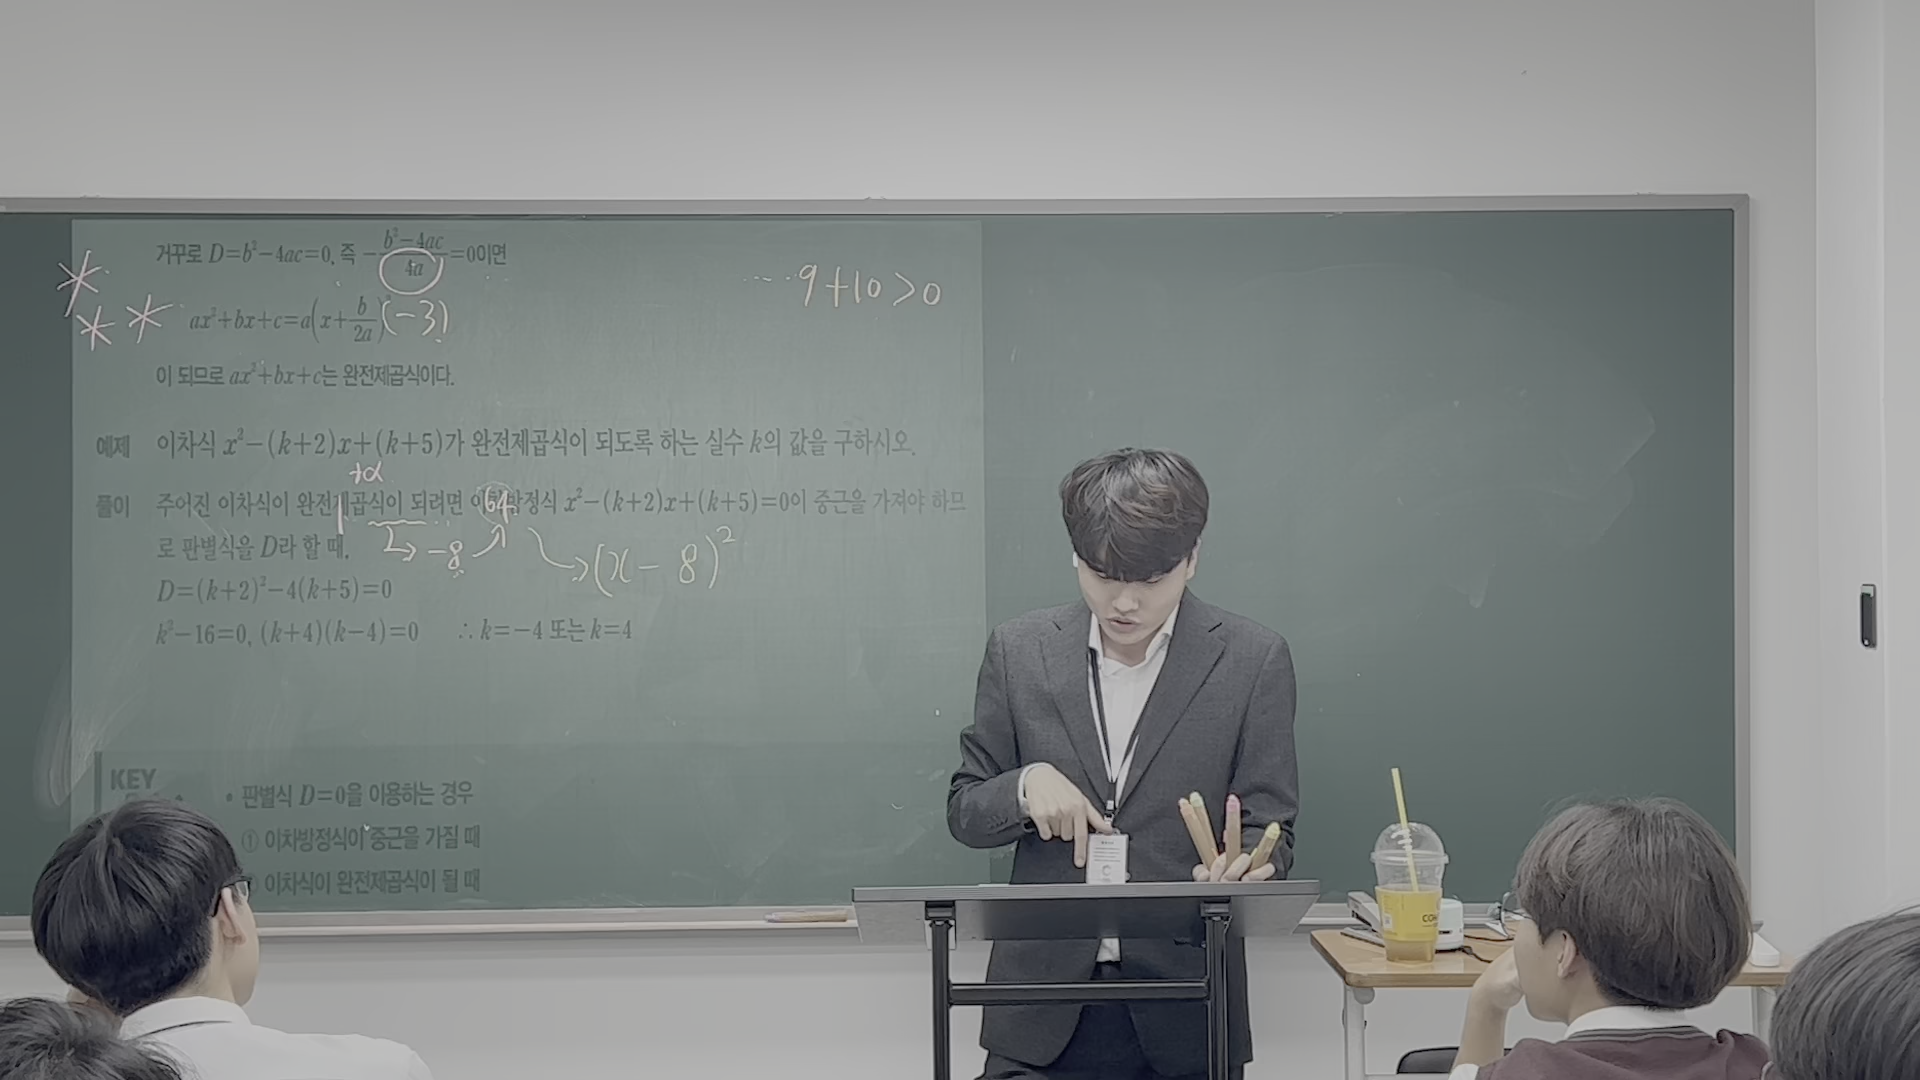 거꾸로 D=b²-4ac=0, 즉 -\frac{b²-4ac}{4a}=0이면
9+10>0
ax²+bx+c=a(x+\frac{b}{2a})(-3)
이 되므로 ax²+bx+c는 완전제곱식이다.
예제 이차식 x²-(k+2)x+(k+5)가 완전제곱식이 되도록 하는 실수 k의 값을 구하시오.
+α
풀이 주어진 이차식이 완전제곱식이 되려면 64 방정식 x²-(k+2)x+(k+5)=0이 중근을 가져야 하므
로 판별식을 D라 할 때,
-8
(x-8)²
D=(k+2)²-4(k+5)=0
k²-16=0, (k+4)(k-4)=0 ∴ k=-4 또는 k=4
KEY
• 판별식 D=0을 이용하는 경우
① 이차방정식이 중근을 가질 때
이차식이 완전제곱식이 될 때